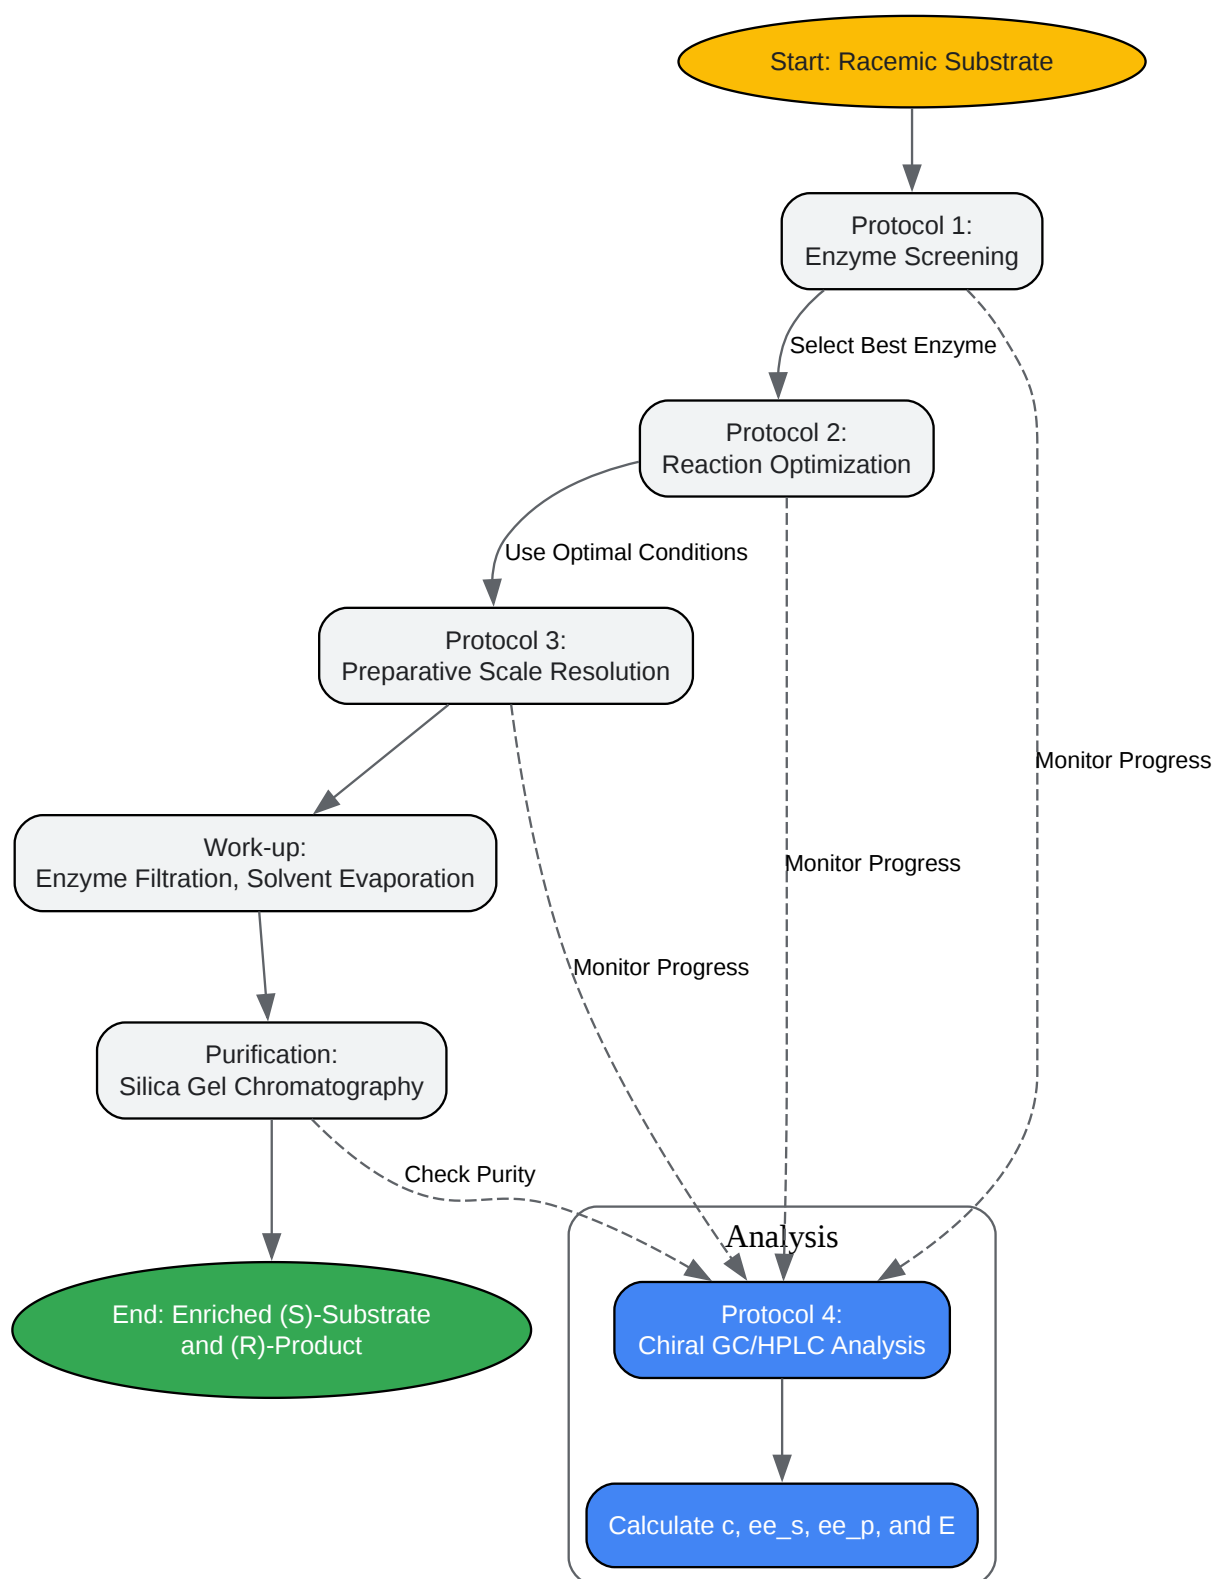 Start: Racemic Substrate
Protocol 1:
Enzyme Screening
Select Best Enzyme
Protocol 2:
Reaction Optimization
Use Optimal Conditions
Protocol 3:
Preparative Scale Resolution
Monitor Progress
Work-up:
Enzyme Filtration, Solvent Evaporation
Monitor Progress
Monitor Progress
Purification:
Silica Gel Chromatography
Check Purity
Analysis
End: Enriched (S)-Substrate
and (R)-Product
Protocol 4:
Chiral GC/HPLC Analysis
Calculate c, ee_s, ee_p, and E